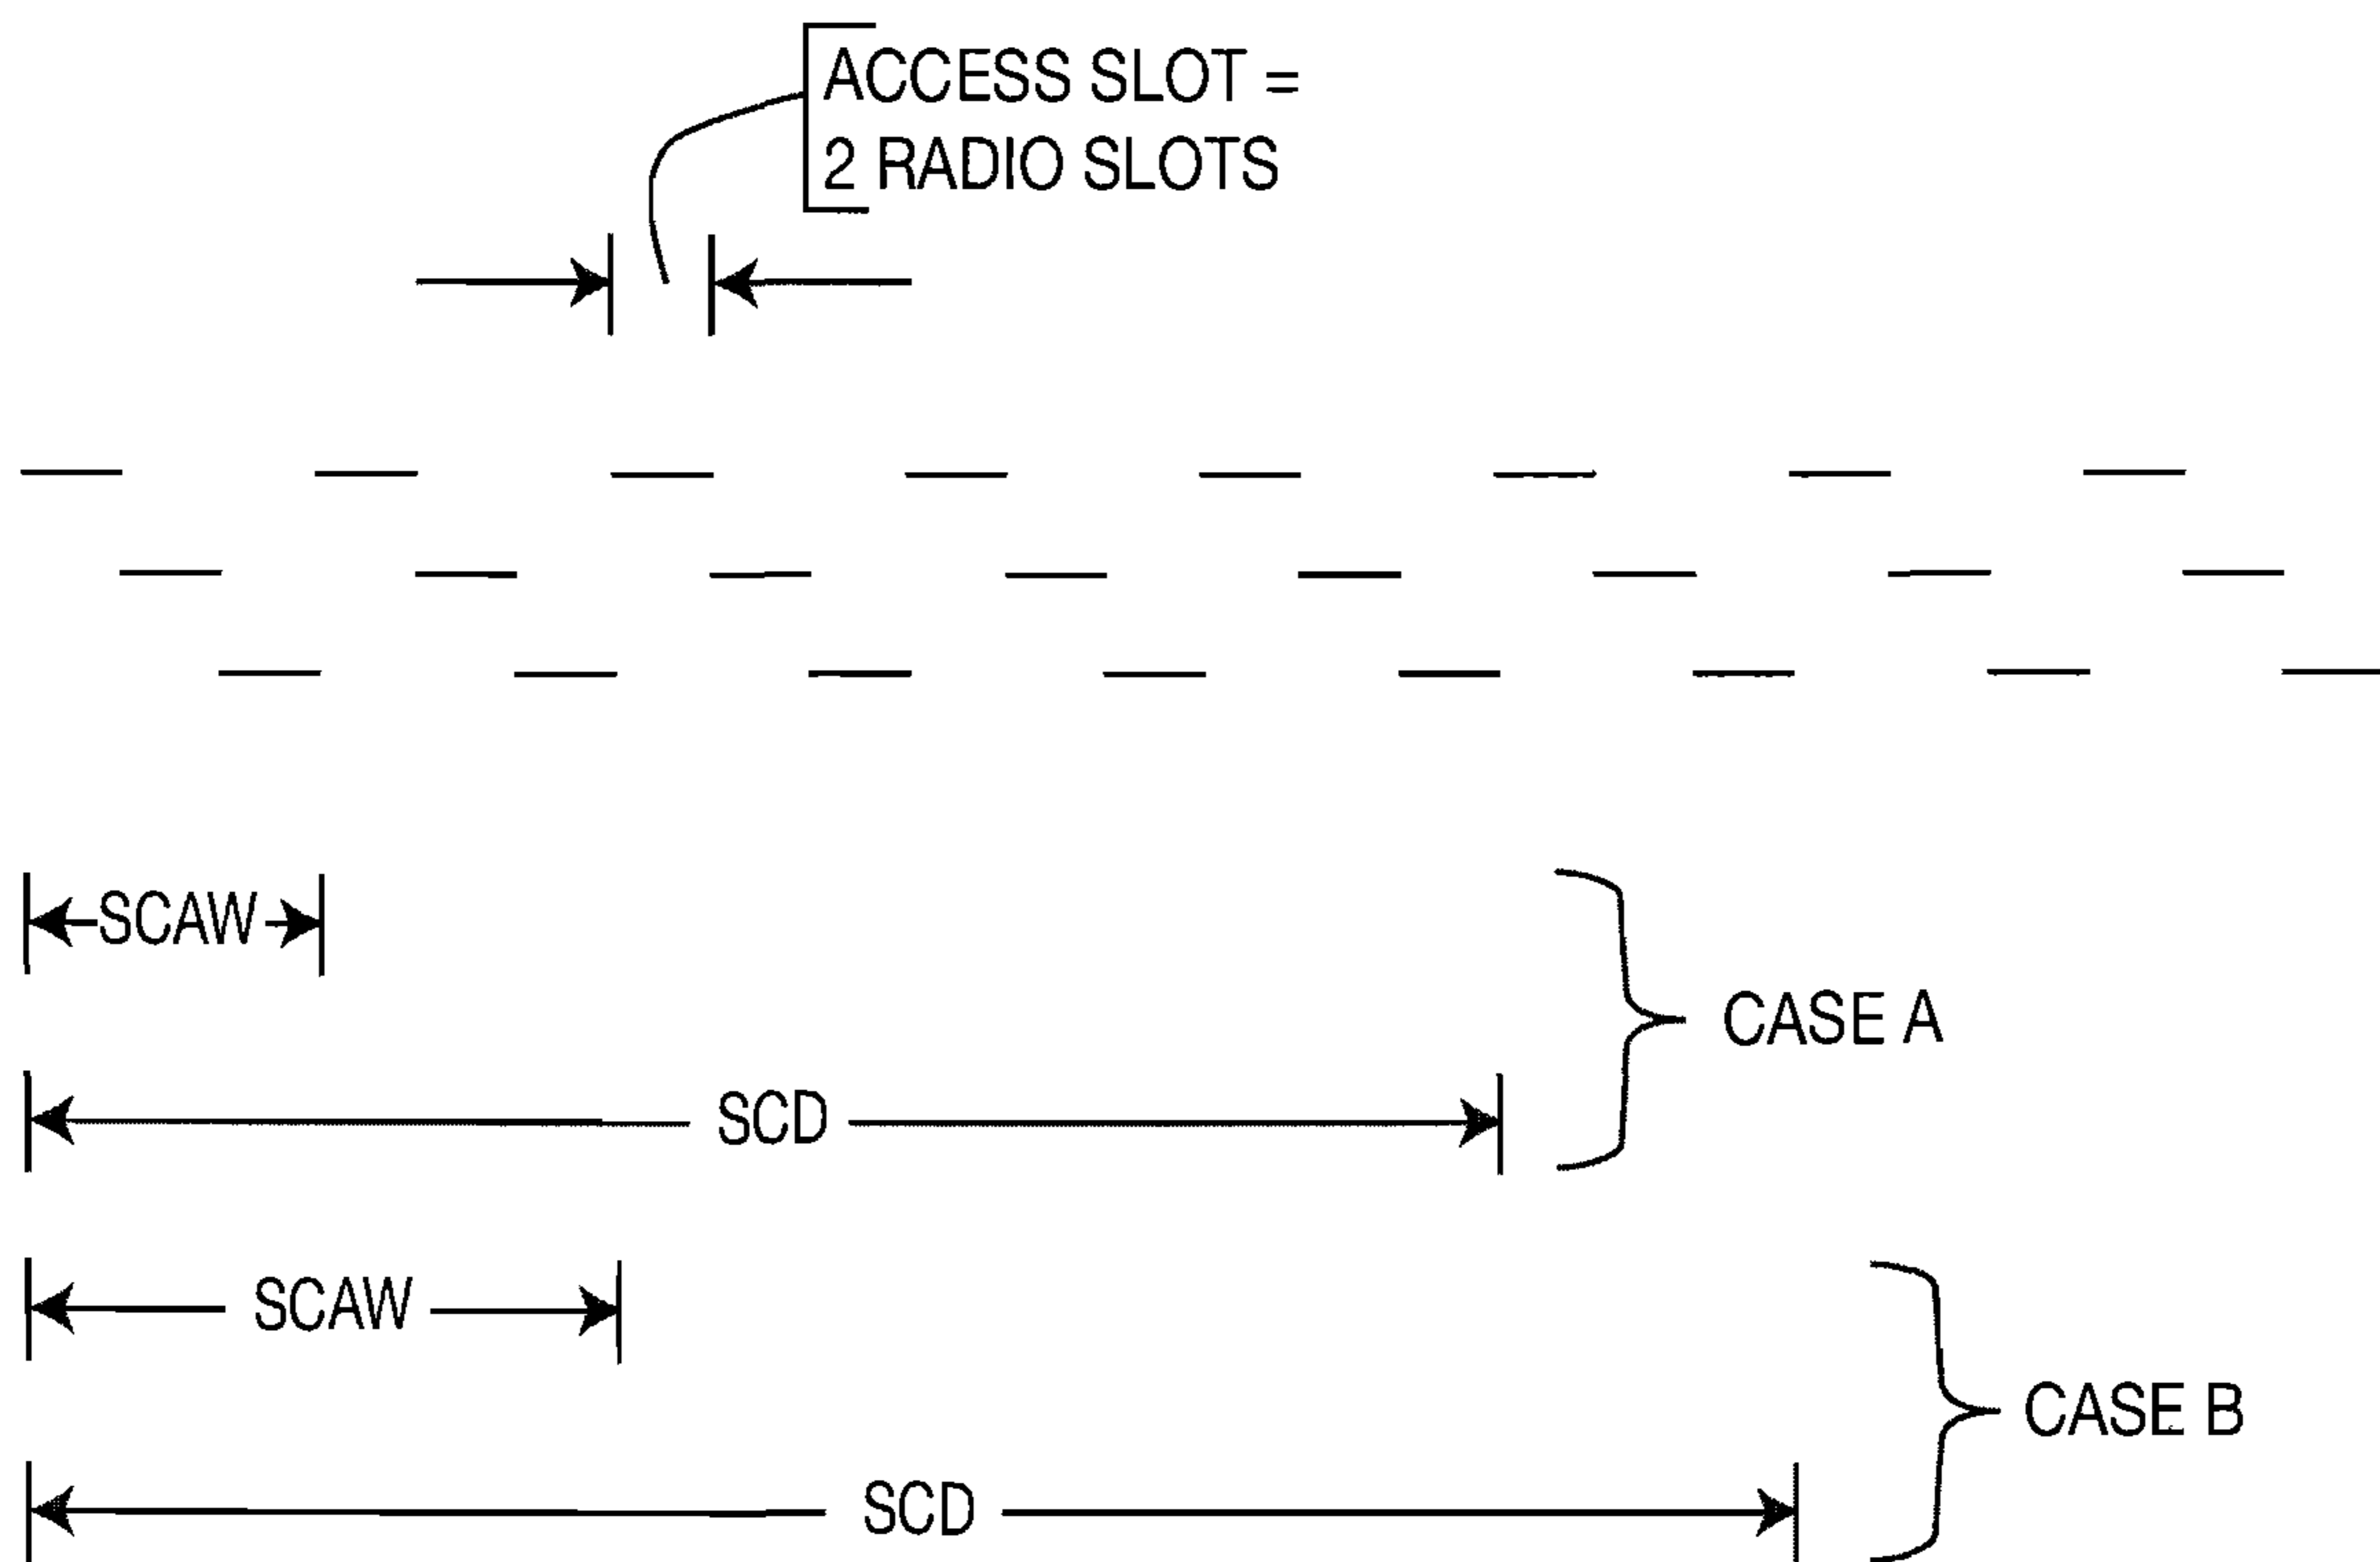 ACCESS SLOT =
2 RADIO SLOTS
SCAW
CASE A
SCD
SCAW
CASE B
SCD